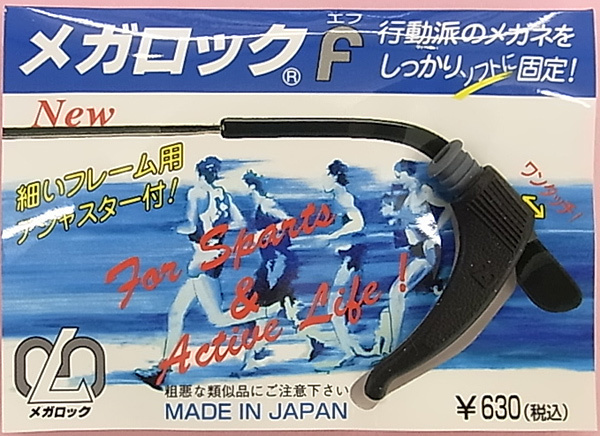 メガロック® F
エフ
行動派のメガネを
しっかりソフトに固定!
New
細いフレーム用
アジャスター付!
ワンタッチ!
For Sparts
&
Active Life!
メガロック
粗悪な類似品にご注意下さい
MADE IN JAPAN
￥630(税込)